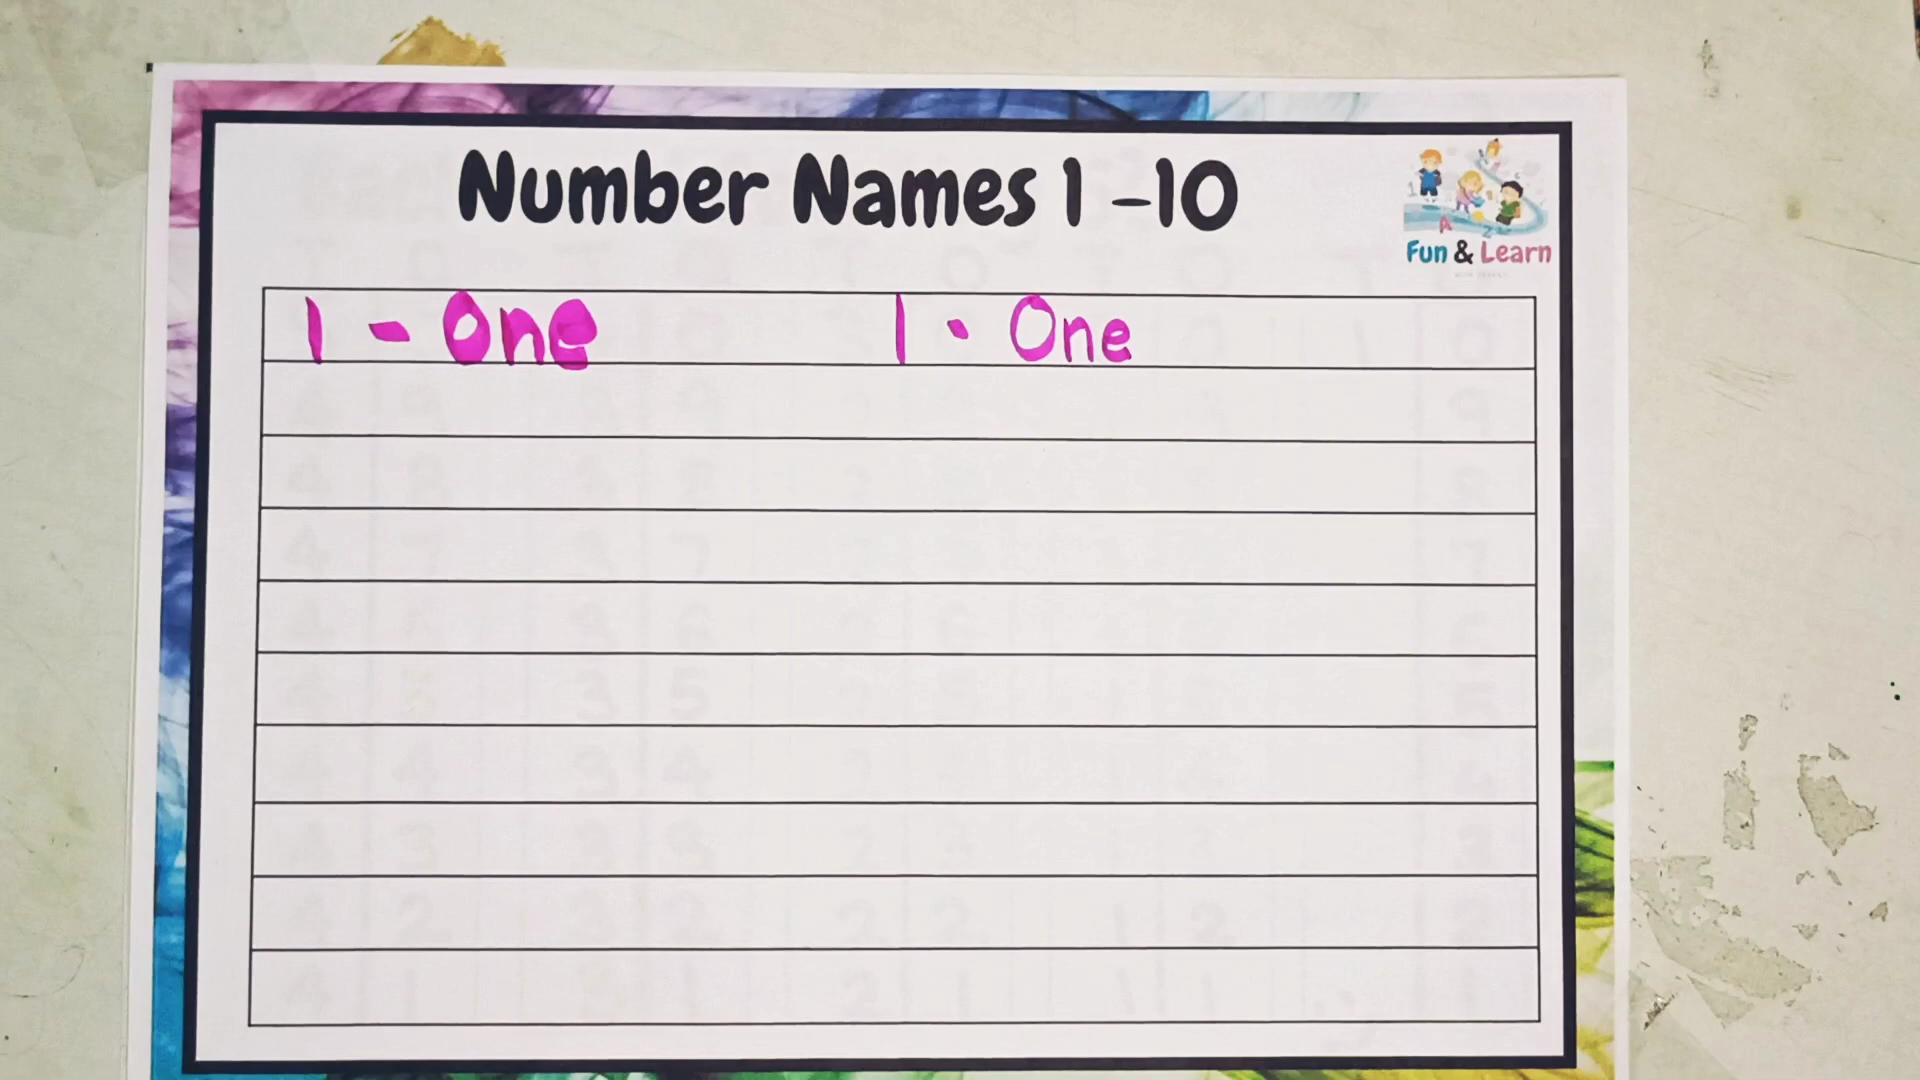 Number Names 1 -10
Fun & Learn
1 - One 1 - One